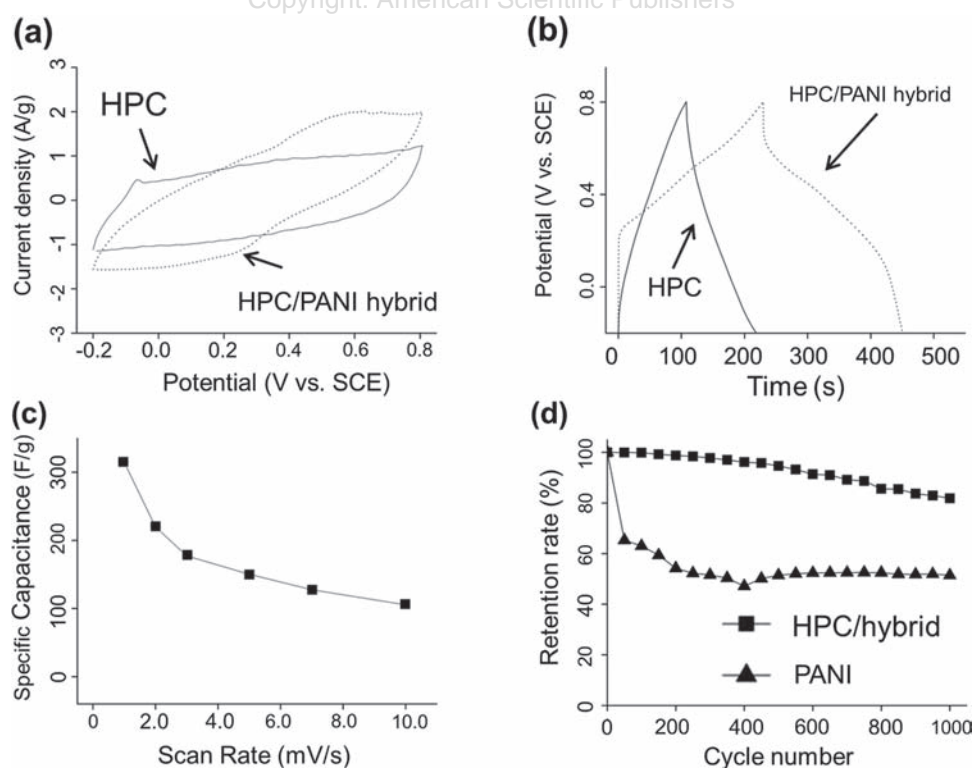 Copyright: American Scientific Publishers
(a)
3
2
1
0
-1
-2
-3
Current density (A/g)
HPC
HPC/PANI hybrid
-0.2 0.0 0.2 0.4 0.6 0.8
Potential (V vs. SCE)
(b)
0.8
0.4
0.0
Potential (V vs. SCE)
HPC/PANI hybrid
HPC
0 100 200 300 400 500
Time (s)
(c)
300
200
100
0
Specific Capacitance (F/g)
0 2.0 4.0 6.0 8.0 10.0
Scan Rate (mV/s)
(d)
100
80
60
40
20
0
Retention rate (%)
HPC/hybrid
PANI
0 200 400 600 800 1000
Cycle number